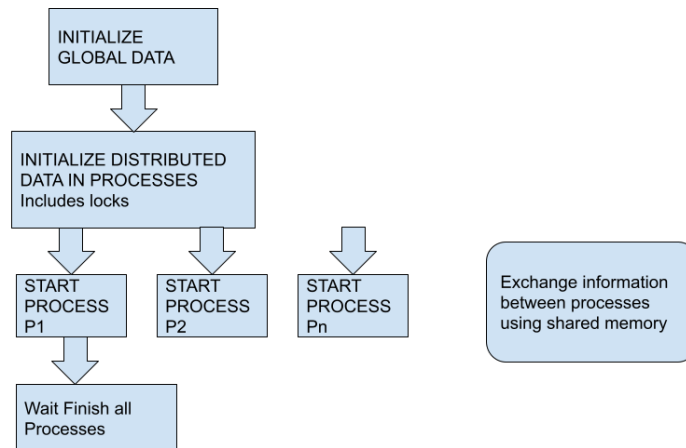 INITIALIZE
GLOBAL DATA
INITIALIZE DISTRIBUTED
DATA IN PROCESSES
Includes locks
START
PROCESS
P1
START
PROCESS
P2
START
PROCESS
Pn
Exchange information
between processes
using shared memory
Wait Finish all
Processes